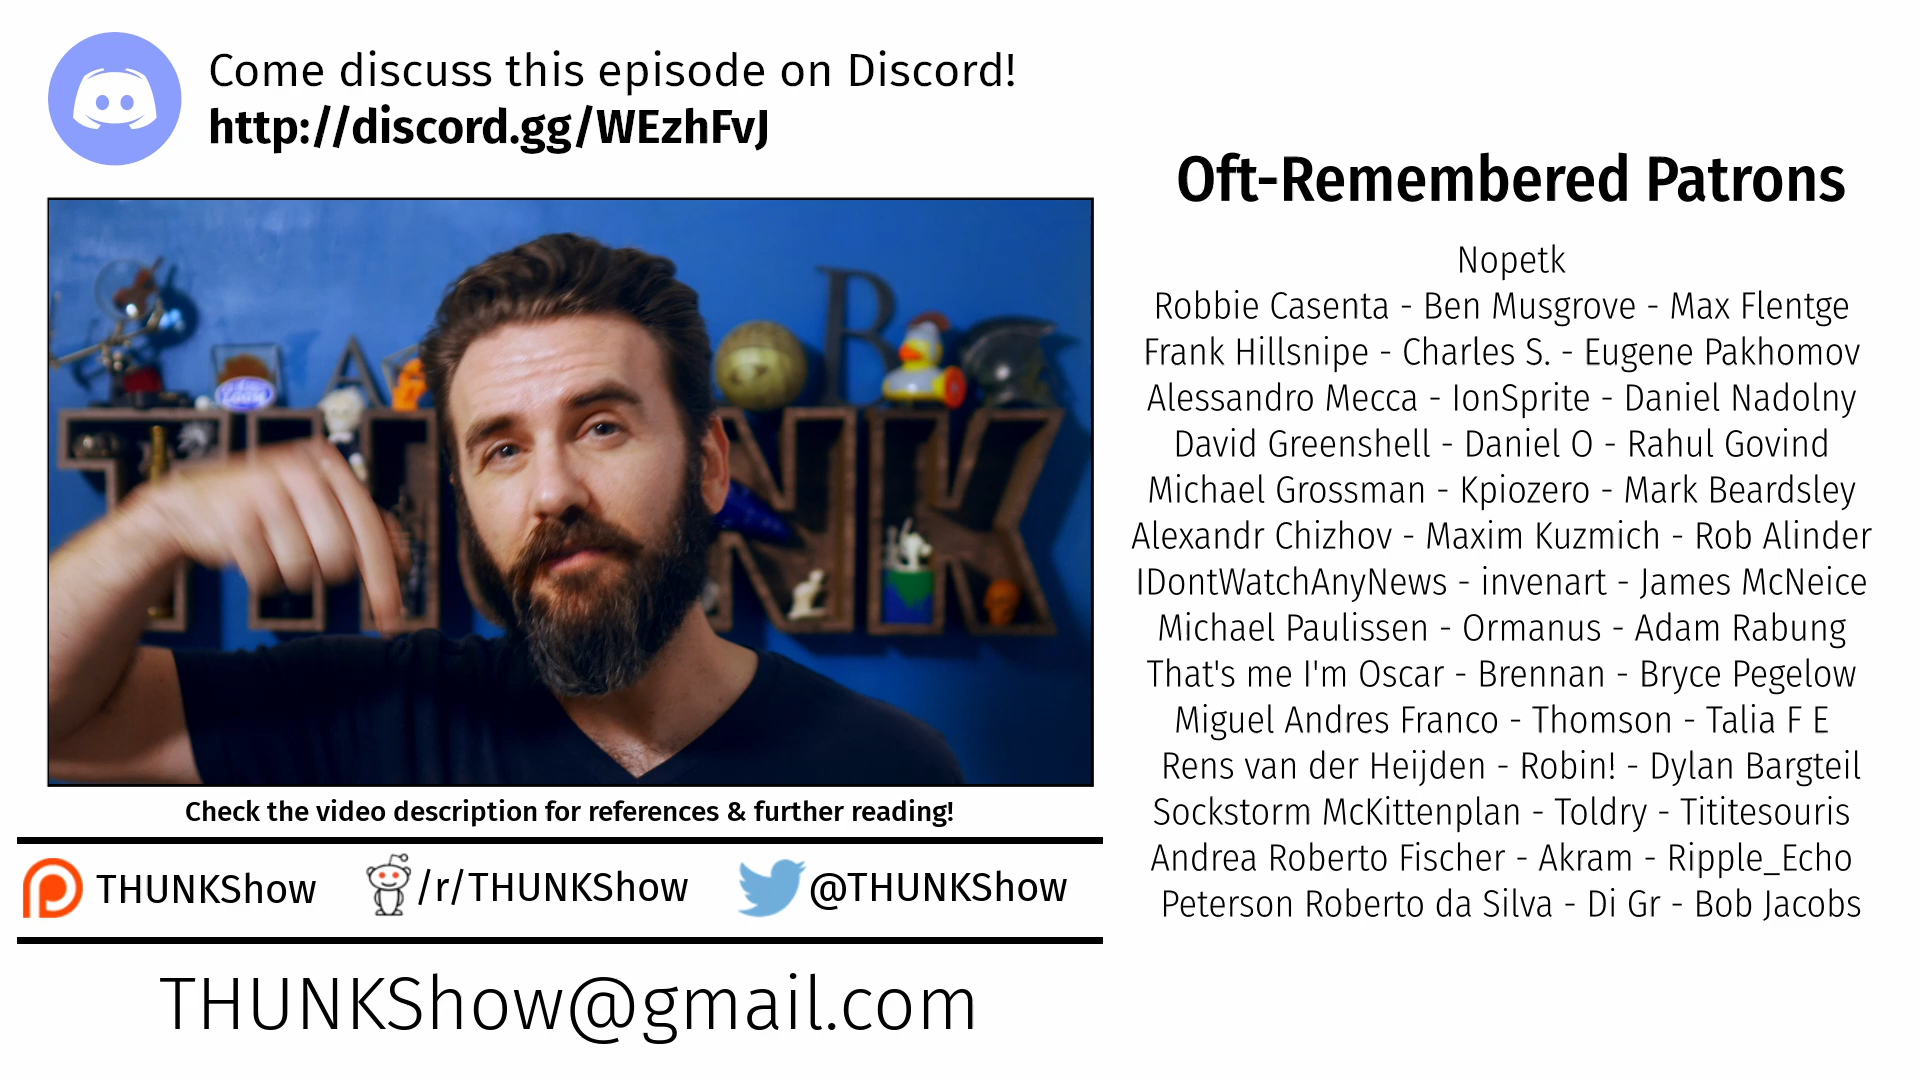 Come discuss this episode on Discord!
http://discord.gg/WEzhFvJ
A
R
THUNK
Check the video description for references & further reading!
THUNKShow
/r/THUNKShow
@THUNKShow
THUNKShow@gmail.com
Oft-Remembered Patrons
Nopetk
Robbie Casenta - Ben Musgrove - Max Flentge
Frank Hillsnipe - Charles S. - Eugene Pakhomov
Alessandro Mecca - IonSprite - Daniel Nadolny
David Greenshell - Daniel O - Rahul Govind
Michael Grossman - Kpiozero - Mark Beardsley
Alexandr Chizhov - Maxim Kuzmich - Rob Alinder
IDontWatchAnyNews - invenart - James McNeice
Michael Paulissen - Ormanus - Adam Rabung
That's me I'm Oscar - Brennan - Bryce Pegelow
Miguel Andres Franco - Thomson - Talia F E
Rens van der Heijden - Robin! - Dylan Bargteil
Sockstorm McKittenplan - Toldry - Tititesouris
Andrea Roberto Fischer - Akram - Ripple_Echo
Peterson Roberto da Silva - Di Gr - Bob Jacobs